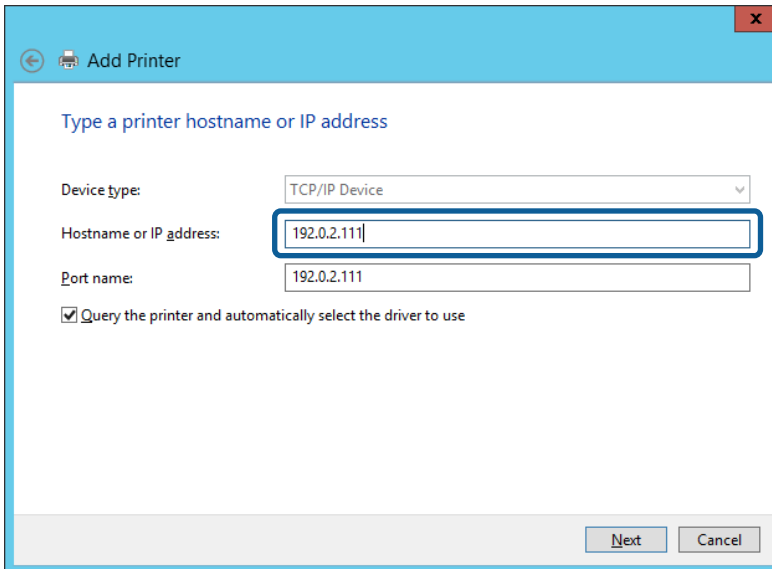 x
Add Printer
Type a printer hostname or IP address
Device type: TCP/IP Device
Hostname or IP address: 192.0.2.111
Port name: 192.0.2.111
Query the printer and automatically select the driver to use
Next Cancel